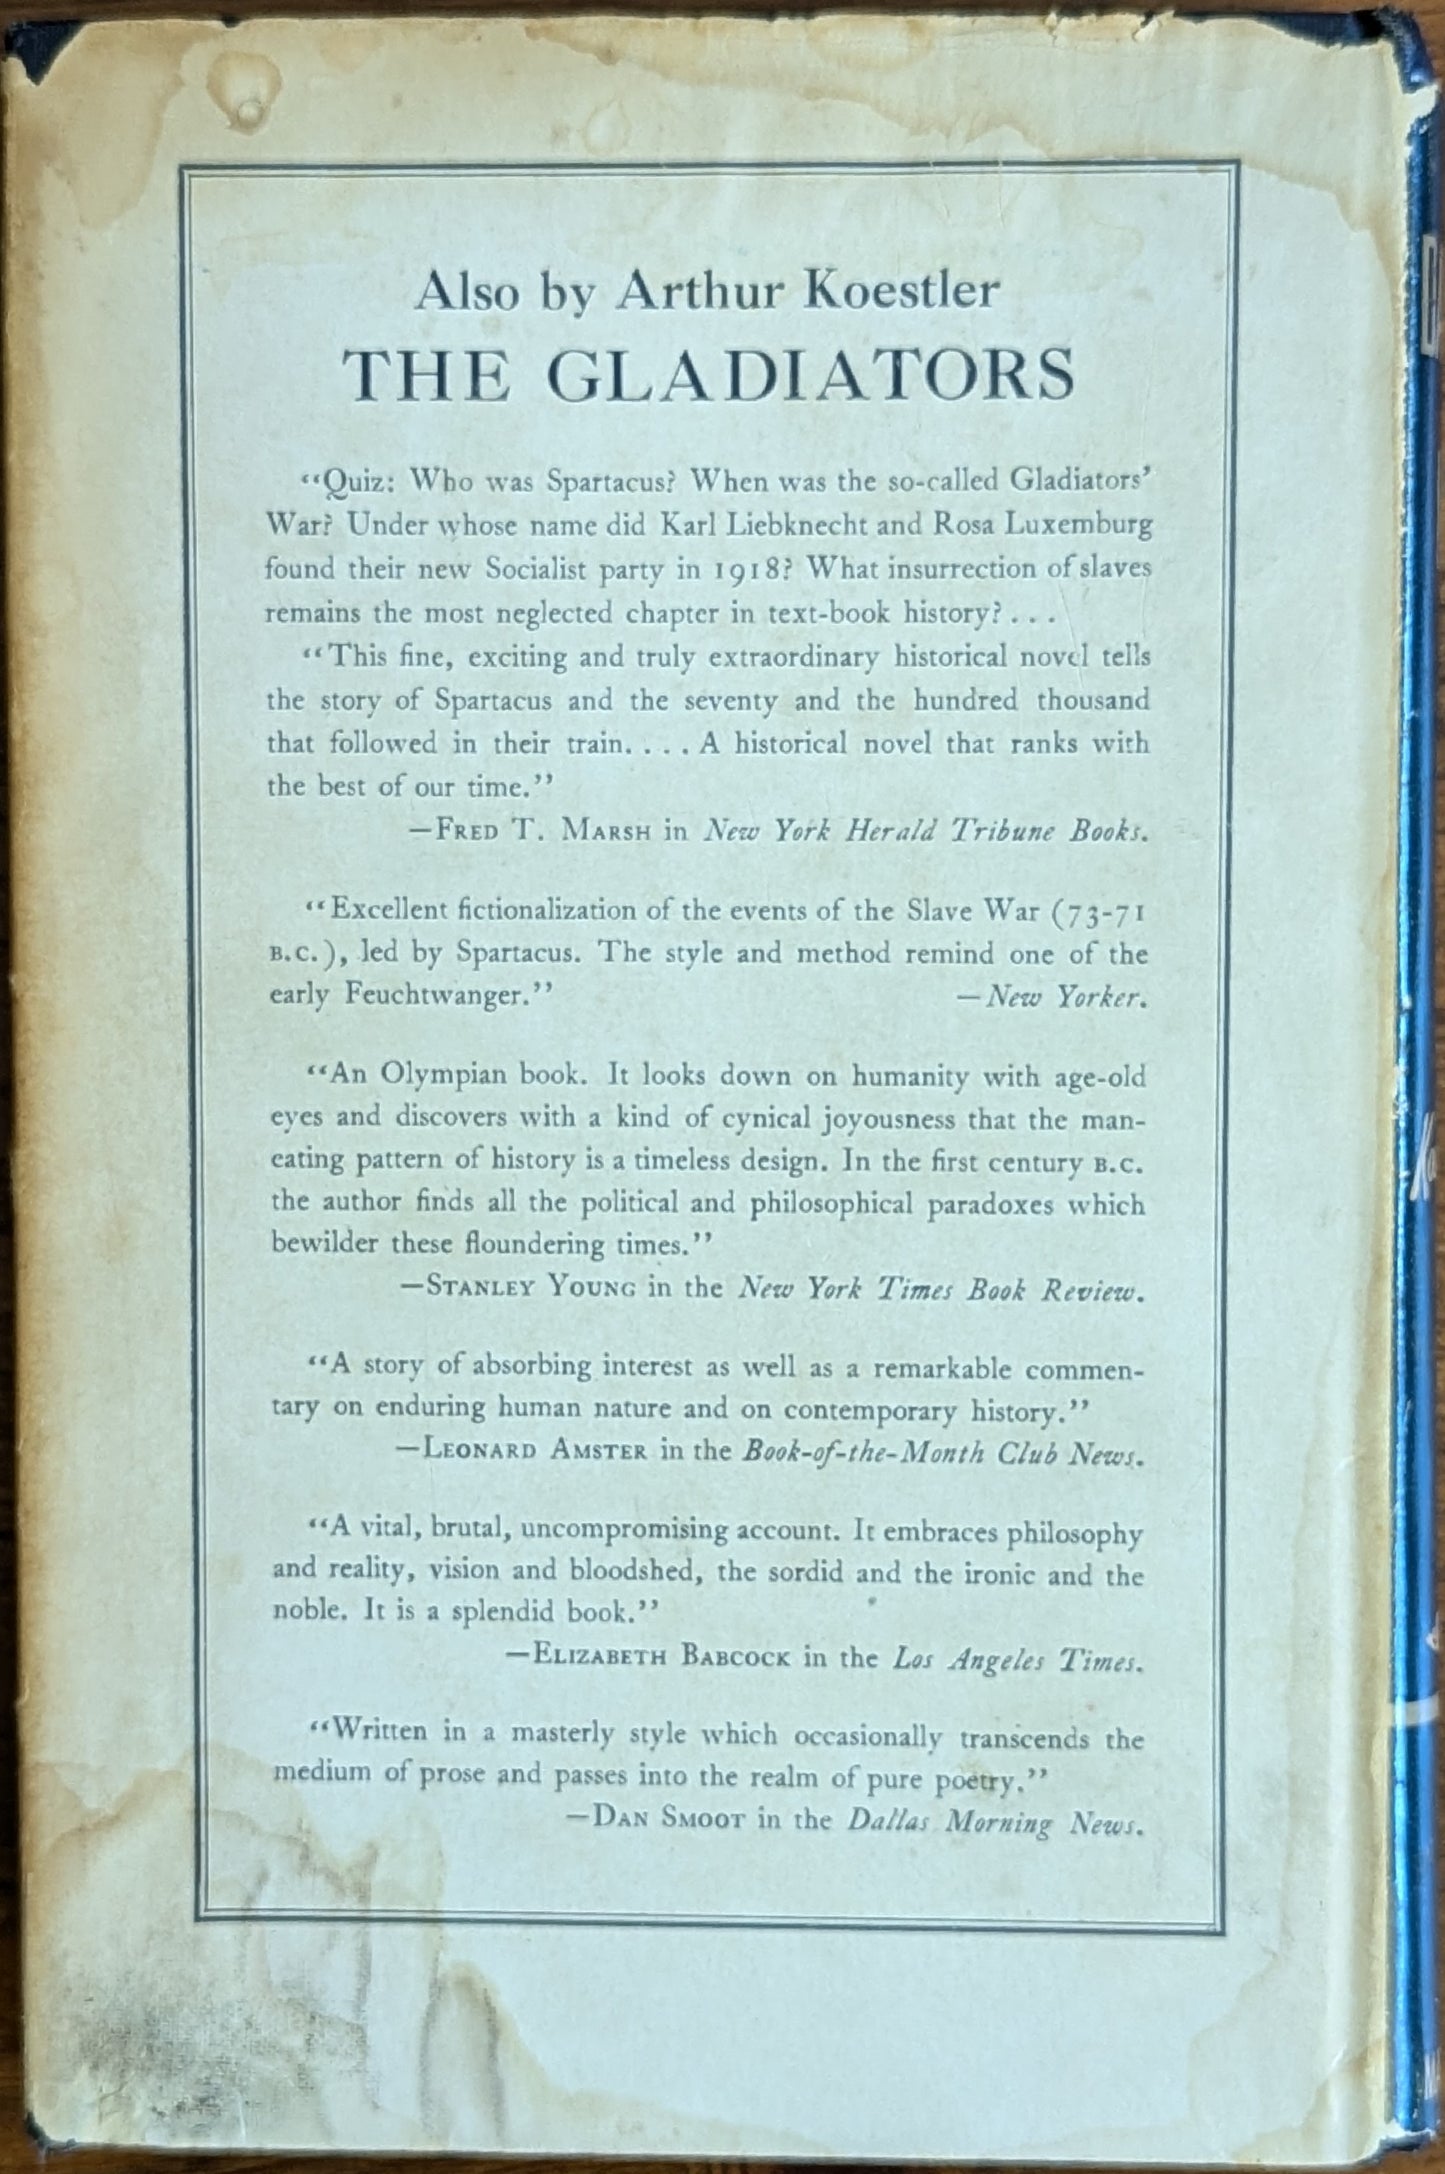 Also by Arthur Koestler
THE GLADIATORS
“Quiz: Who was Spartacus? When was the so-called Gladiators’
War? Under whose name did Karl Liebknecht and Rosa Luxemburg
found their new Socialist party in 1918? What insurrection of slaves
remains the most neglected chapter in text-book history? . . .
“This fine, exciting and truly extraordinary historical novel tells
the story of Spartacus and the seventy and the hundred thousand
that followed in their train. . . . A historical novel that ranks with
the best of our time.”
—FRED T. MARSH in New York Herald Tribune Books.
“Excellent fictionalization of the events of the Slave War (73-71
B.C.), led by Spartacus. The style and method remind one of the
early Feuchtwanger.” —New Yorker.
“An Olympian book. It looks down on humanity with age-old
eyes and discovers with a kind of cynical joyousness that the man-
eating pattern of history is a timeless design. In the first century B.C.
the author finds all the political and philosophical paradoxes which
bewilder these floundering times.”
—STANLEY YOUNG in the New York Times Book Review.
“A story of absorbing interest as well as a remarkable commen-
tary on enduring human nature and on contemporary history.”
—LEONARD AMSTER in the Book-of-the-Month Club News.
“A vital, brutal, uncompromising account. It embraces philosophy
and reality, vision and bloodshed, the sordid and the ironic and the
noble. It is a splendid book.”
—ELIZABETH BABCOCK in the Los Angeles Times.
“Written in a masterly style which occasionally transcends the
medium of prose and passes into the realm of pure poetry.”
—DAN SMOOT in the Dallas Morning News.